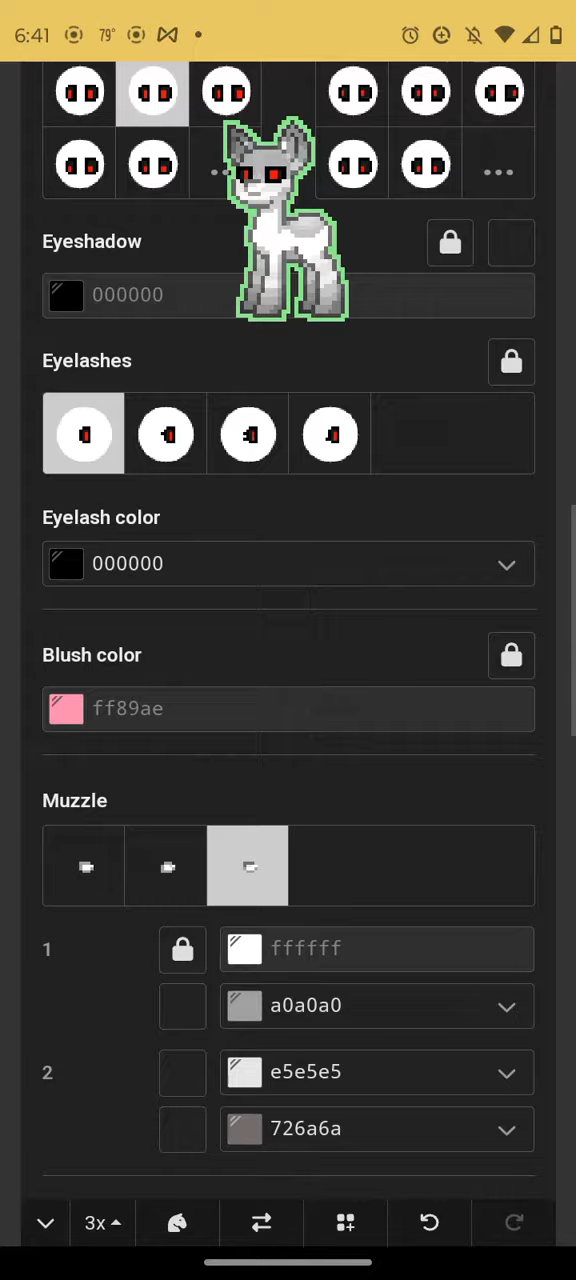 6:41
79°
Eyeshadow
000000
Eyelashes
Eyelash color
000000
Blush color
ff89ae
Muzzle
1
ffffff
a0a0a0
2
e5e5e5
726a6a
3x